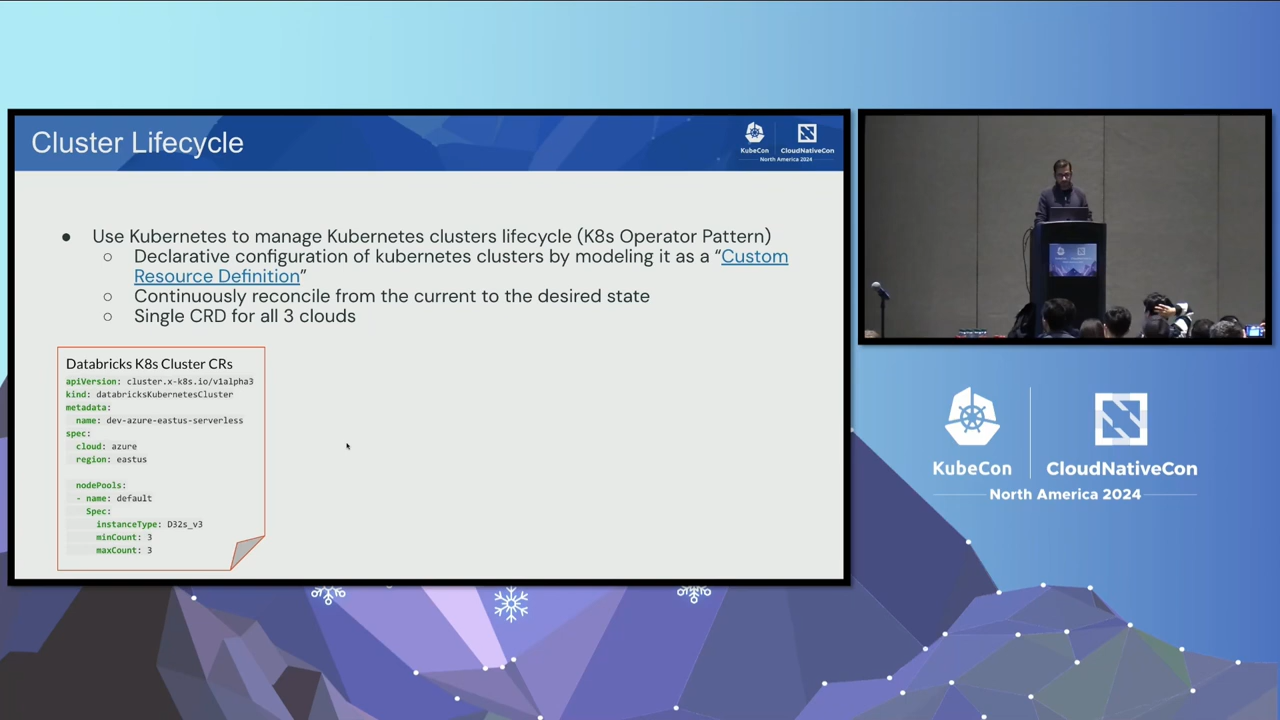 Cluster Lifecycle
KubeCon
CloudNativeCon
North America 2024
● Use Kubernetes to manage Kubernetes clusters lifecycle (K8s Operator Pattern)
○ Declarative configuration of kubernetes clusters by modeling it as a “Custom
Resource Definition”
○ Continuously reconcile from the current to the desired state
○ Single CRD for all 3 clouds
Databricks K8s Cluster CRs
apiVersion: cluster.x-k8s.io/v1alpha3
kind: databricksKubernetesCluster
metadata:
name: dev-azure-eastus-serverless
spec:
cloud: azure
region: eastus
nodePools:
- name: default
Spec:
instanceType: D32s_v3
minCount: 3
maxCount: 3
KubeCon
CloudNativeCon
North America 2024